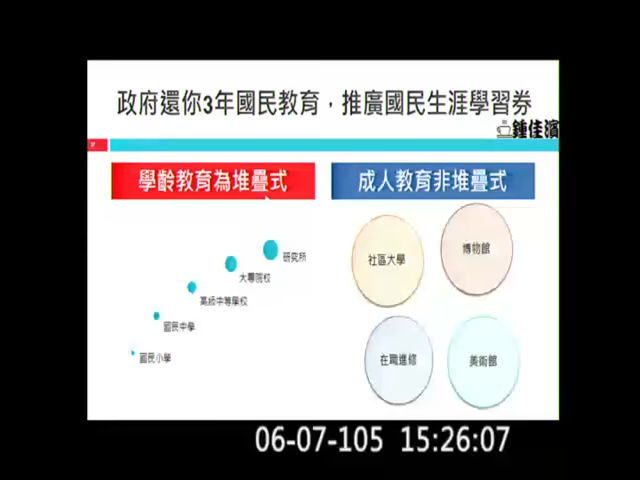 政府還你3年國民教育，推廣國民生涯學習券
鍾佳濱
學齡教育為堆疊式
成人教育非堆疊式
研究所
大專院校
高級中等學校
國民中學
國民小學
社區大學
博物館
在職進修
美術館
06-07-105 15:26:07